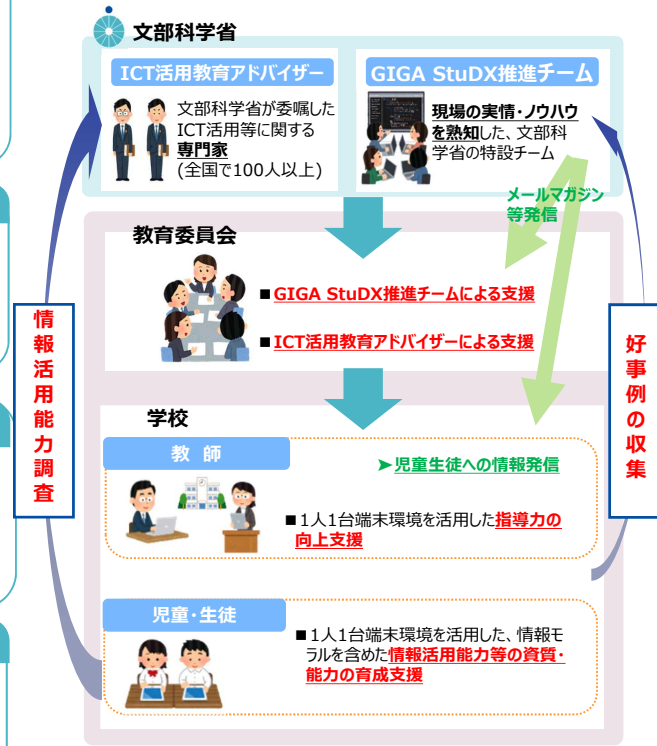 文部科学省
ICT活用教育アドバイザー
文部科学省が委嘱した
ICT活用等に関する
専門家
(全国で100人以上)
GIGA StuDX推進チーム
現場の実情・ノウハウ
を熟知した、文部科
学省の特設チーム
メールマガジン
等発信
教育委員会
■GIGA StuDX推進チームによる支援
■ICT活用教育アドバイザーによる支援
情報活用能力調査
好事例の収集
学校
教 師
➤児童生徒への情報発信
■1人1台端末環境を活用した指導力の
向上支援
児童・生徒
■1人1台端末環境を活用した、情報モ
ラルを含めた情報活用能力等の資質・
能力の育成支援